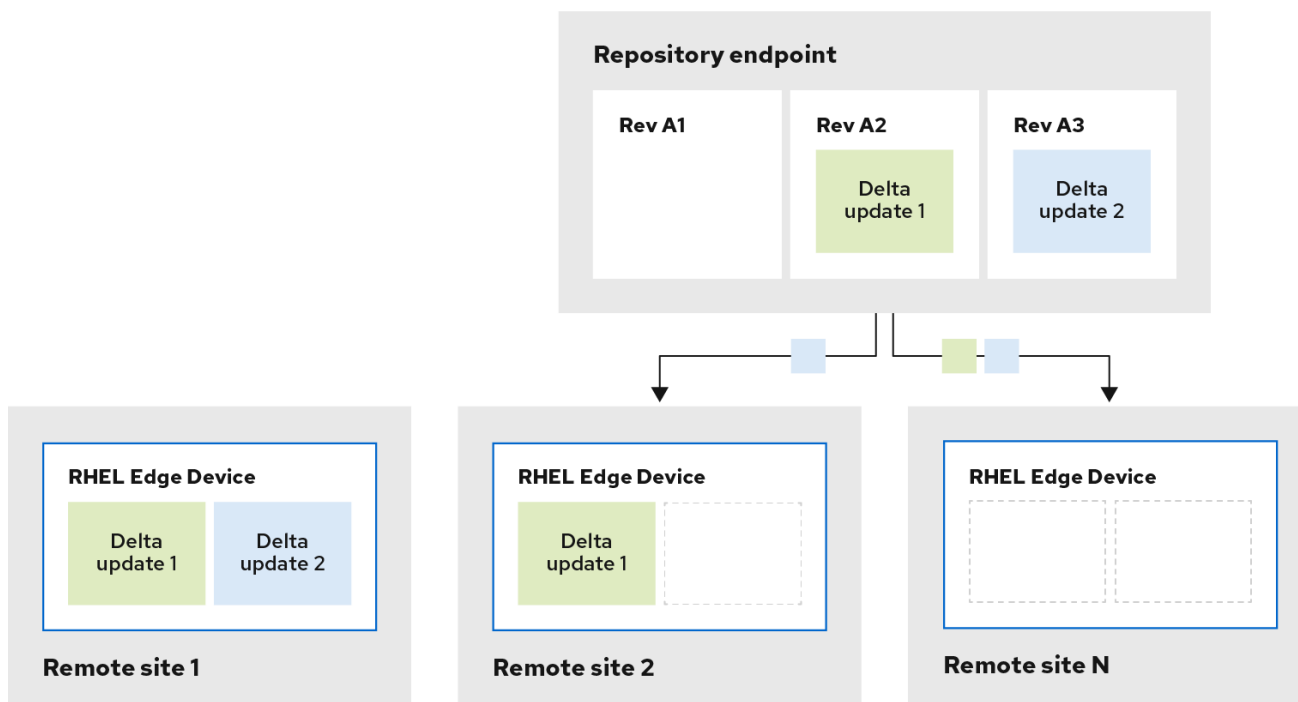 Repository endpoint
Rev A1
Rev A2
Rev A3
Delta
update 1
Delta
update 2
RHEL Edge Device
Delta
update 1
Delta
update 2
Remote site 1
RHEL Edge Device
Delta
update 1
Remote site 2
RHEL Edge Device
Remote site N